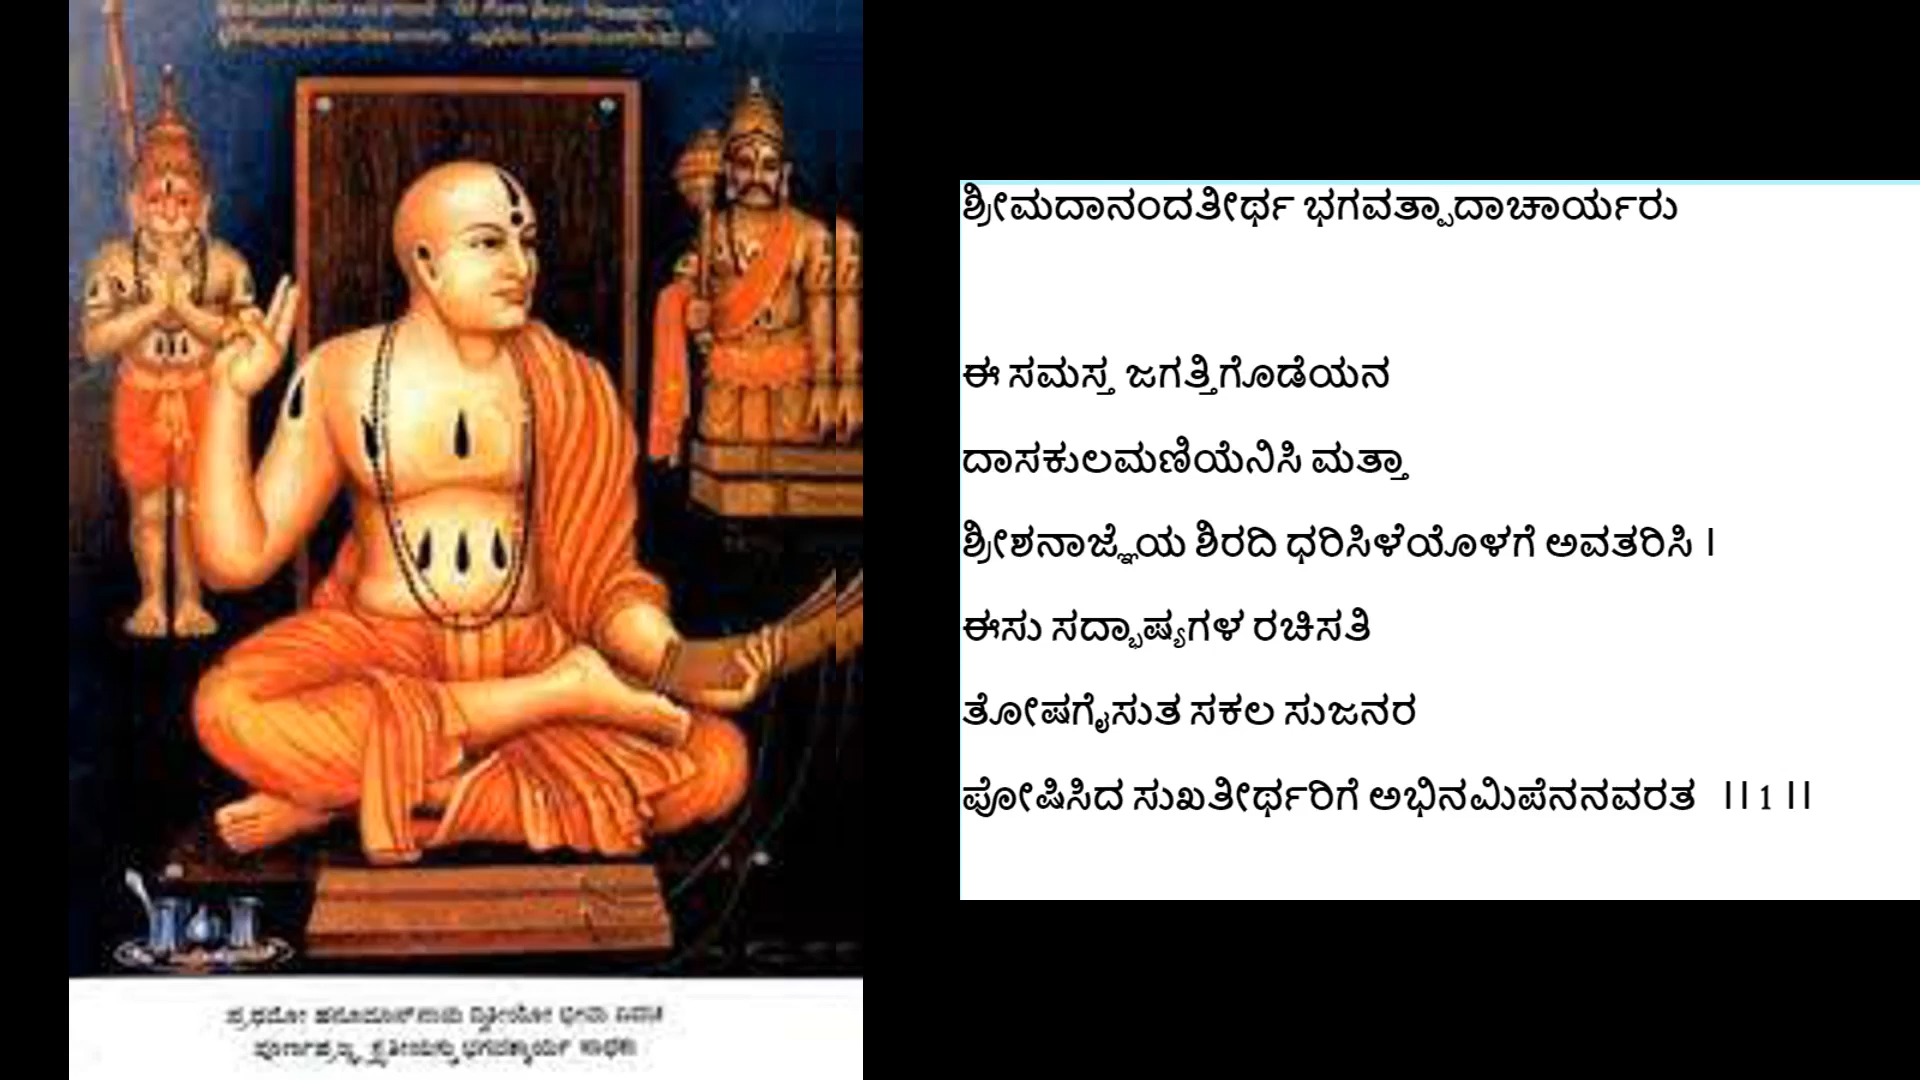 ಶ್ರೀಮದಾನಂದತೀರ್ಥ ಭಗವತ್ಪಾದಾಚಾರ್ಯರು
ಈ ಸಮಸ್ತ ಜಗತ್ತಿಗೊಡೆಯನ
ದಾಸಕುಲಮಣಿಯೆನಿಸಿ ಮತ್ತಾ
ಶ್ರೀಶನಾಜ್ಞೆಯ ಶಿರದಿ ಧರಿಸಿಳೆಯೊಳಗೆ ಅವತರಿಸಿ ।
ಈಸು ಸದ್ಭಾಷ್ಯಗಳ ರಚಿಸತಿ
ತೋಷಗೈಸುತ ಸಕಲ ಸುಜನರ
ಪೋಷಿಸಿದ ಸುಖತೀರ್ಥರಿಗೆ ಅಭಿನಮಿಪೆನನವರತ ।। 1 ।।
ಪ್ರಥಮೋ ದ್ವಿತೀಯೋ ಭೀಮ